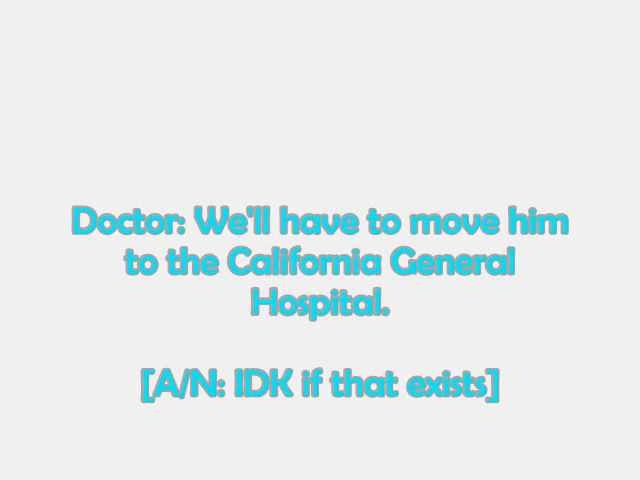 Doctor: We'll have to move him
to the California General
Hospital.
[A/N: IDK if that exists]